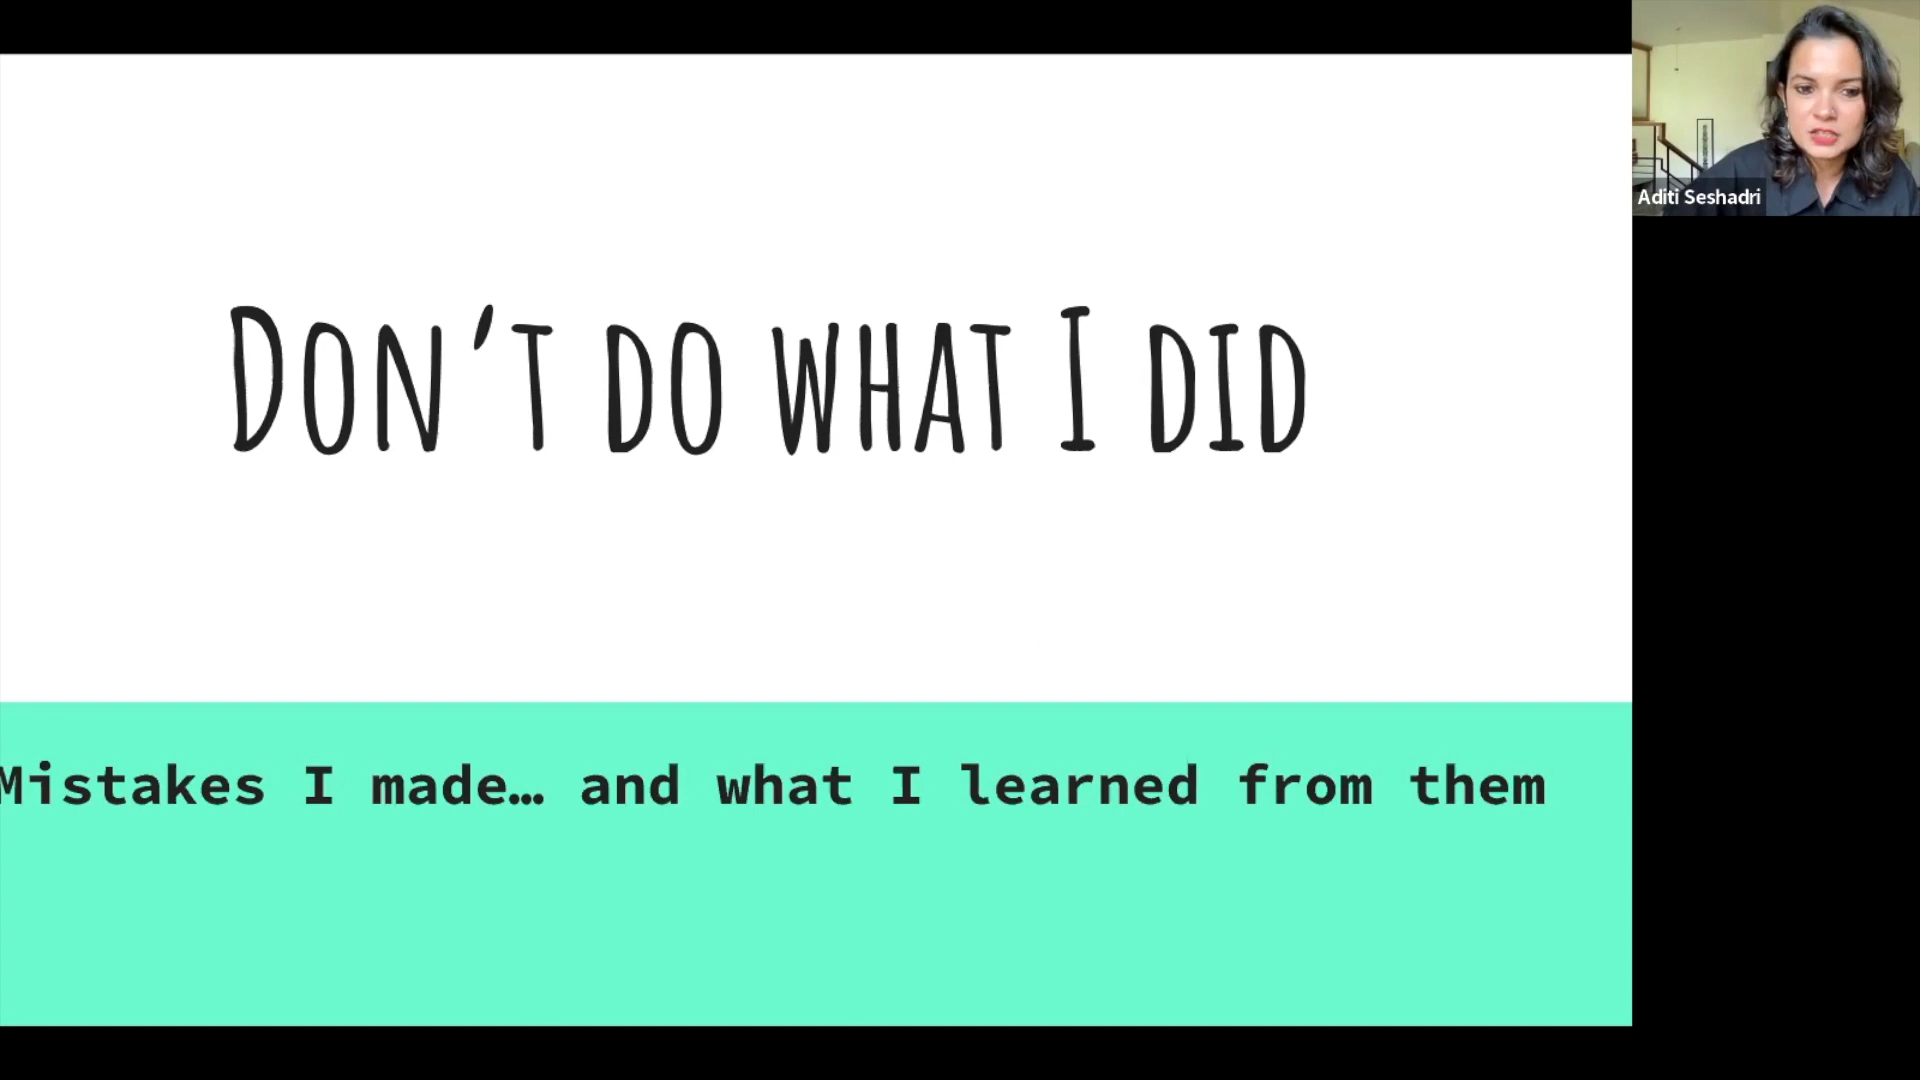 Don’t do what I did
Mistakes I made… and what I learned from them
Aditi Seshadri